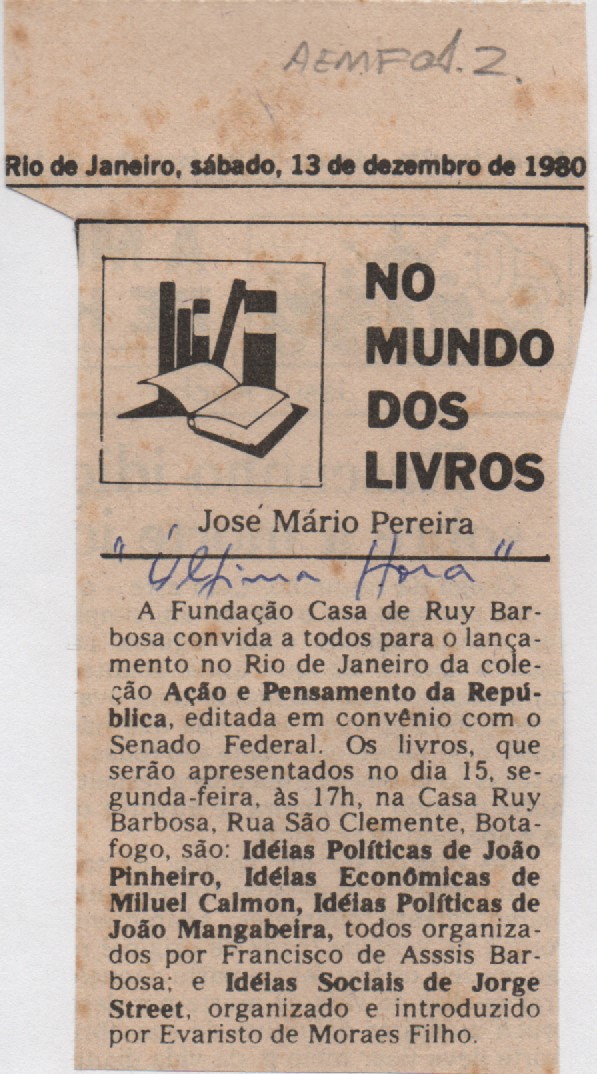 AEMF 01.2.
Rio de Janeiro, sábado, 13 de dezembro de 1980
NO
MUNDO
DOS
LIVROS
José Mário Pereira
"Última Hora"
A Fundação Casa de Ruy Bar-
bosa convida a todos para o lança-
mento no Rio de Janeiro da cole-
ção Ação e Pensamento da Repú-
blica, editada em convênio com o
Senado Federal. Os livros, que
serão apresentados no dia 15, se-
gunda-feira, às 17h, na Casa Ruy
Barbosa, Rua São Clemente, Bota-
fogo, são: Idéias Políticas de João
Pinheiro, Idéias Econômicas de
Miluel Calmon, Idéias Políticas de
João Mangabeira, todos organiza-
dos por Francisco de Asssis Bar-
bosa; e Idéias Sociais de Jorge
Street, organizado e introduzido
por Evaristo de Moraes Filho.